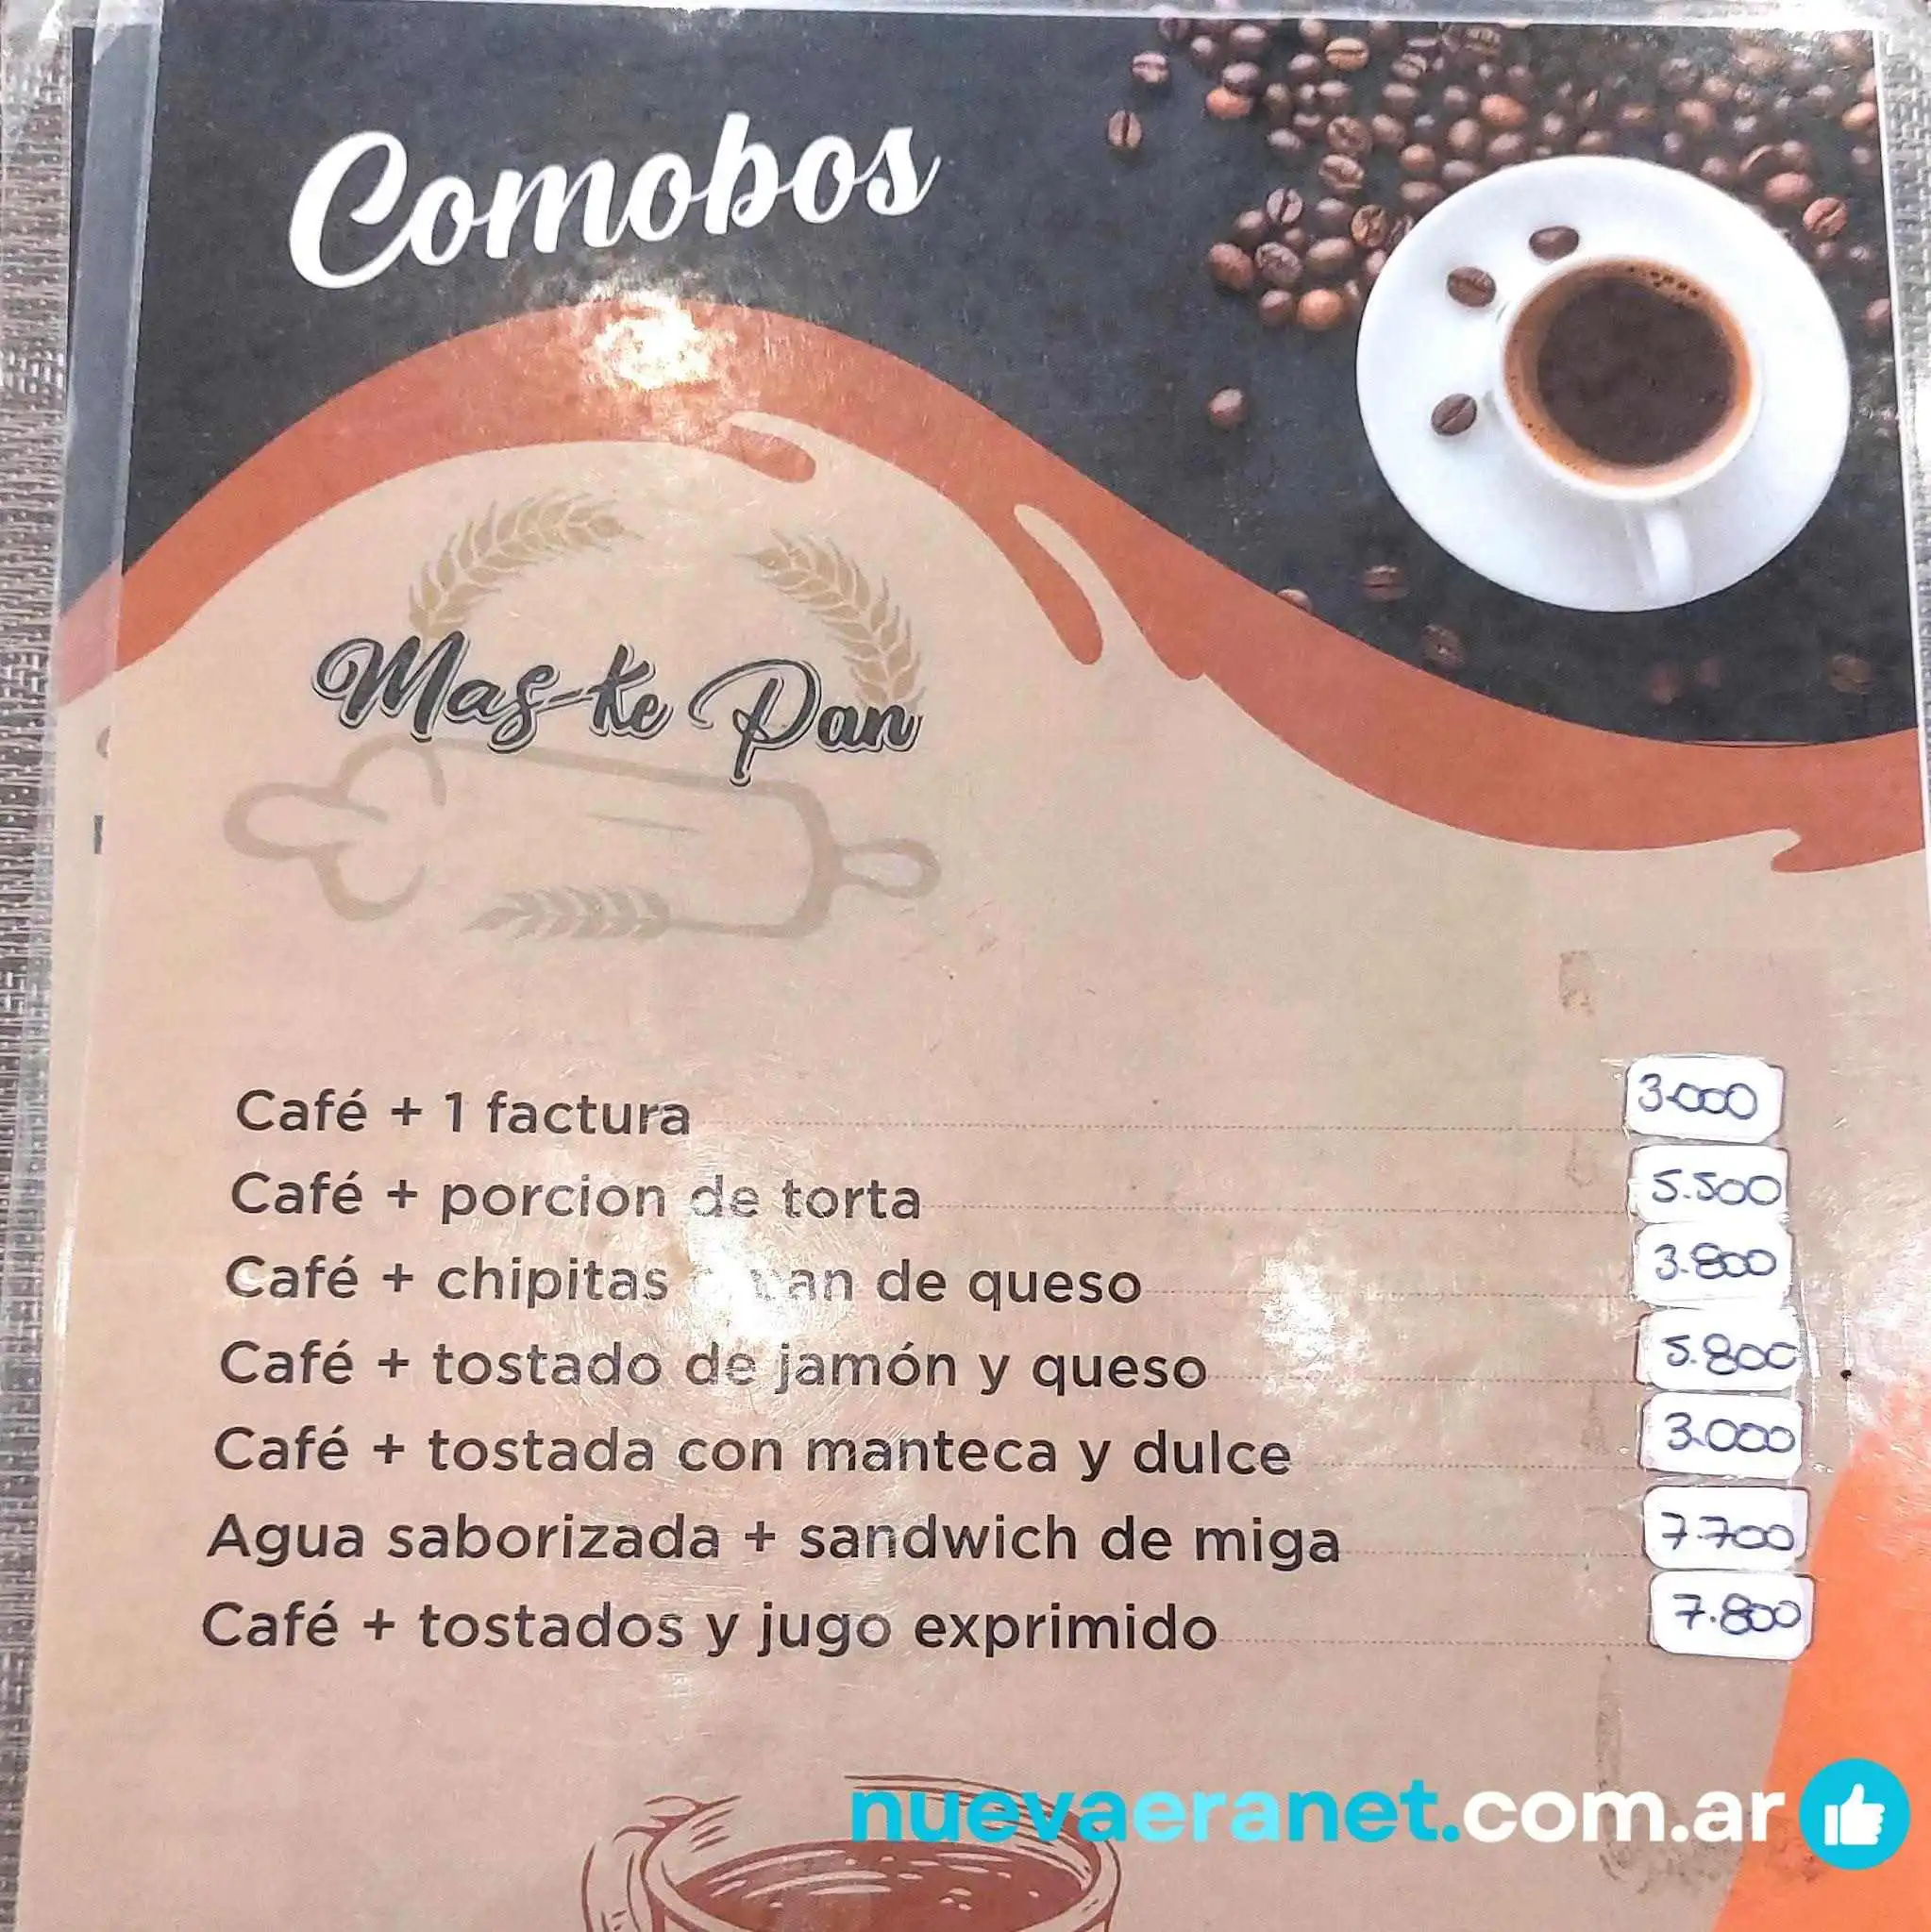 Comobos
Mas-Ke Pan
Café + 1 factura 3.000
Café + porcion de torta 5.500
Café + chipitas pan de queso 3.800
Café + tostado de jamón y queso 5.800
Café + tostada con manteca y dulce 3.000
Agua saborizada + sandwich de miga 7.700
Café + tostados y jugo exprimido 7.800
nuevaeranet.com.ar